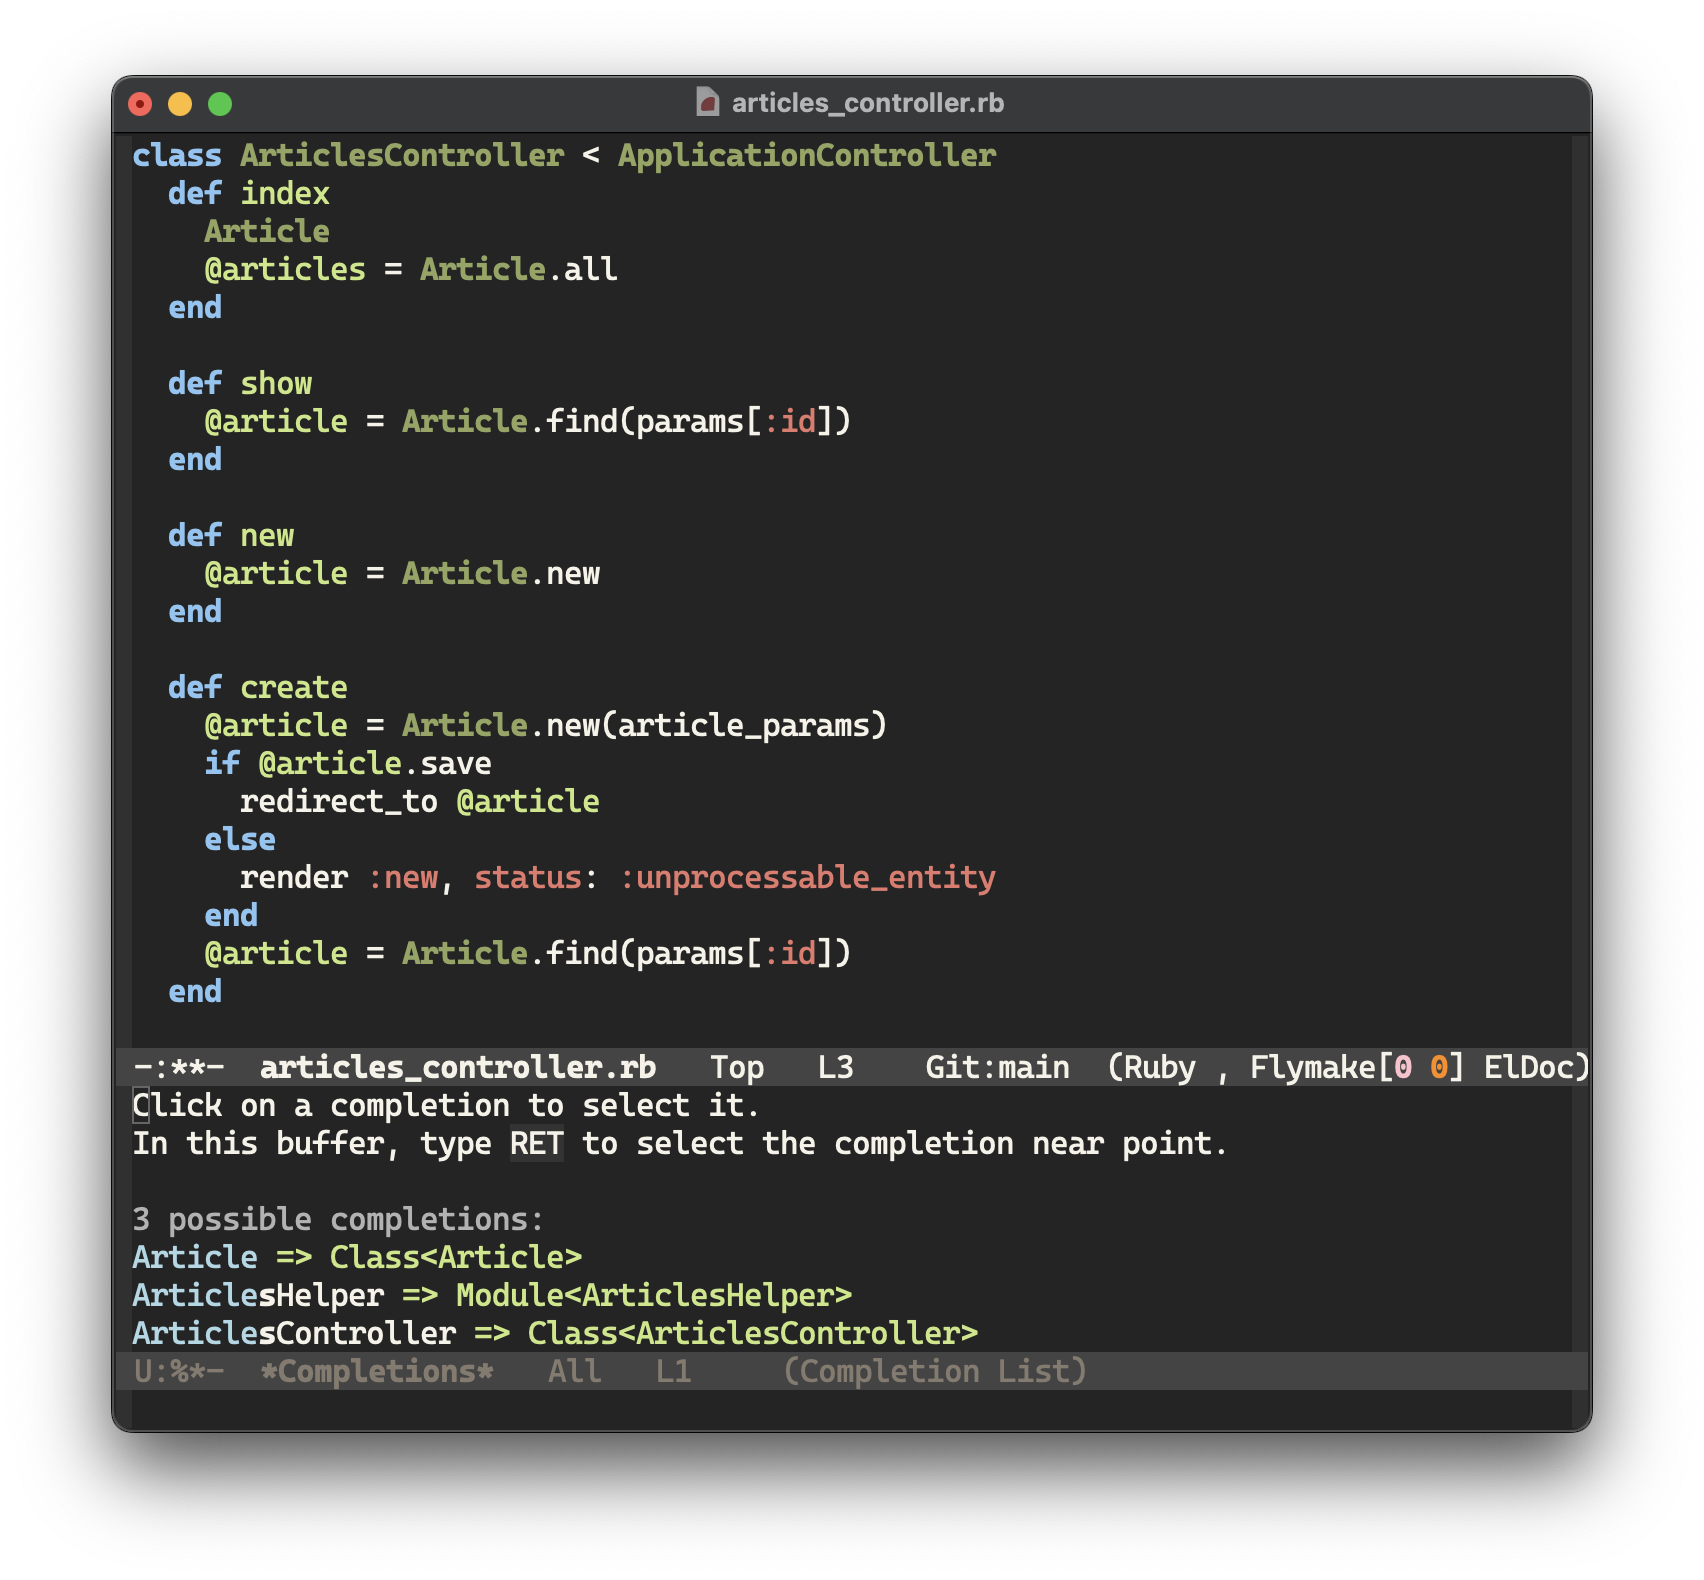 articles_controller.rb
class ArticlesController < ApplicationController
  def index
    Article
    @articles = Article.all
  end

  def show
    @article = Article.find(params[:id])
  end

  def new
    @article = Article.new
  end

  def create
    @article = Article.new(article_params)
    if @article.save
      redirect_to @article
    else
      render :new, status: :unprocessable_entity
    end
    @article = Article.find(params[:id])
  end

-:**-  articles_controller.rb   Top   L3    Git:main  (Ruby , Flymake[0 0] ElDoc)
Click on a completion to select it.
In this buffer, type RET to select the completion near point.

3 possible completions:
Article => Class<Article>
ArticlesHelper => Module<ArticlesHelper>
ArticlesController => Class<ArticlesController>
U:%*-  *Completions*   All   L1     (Completion List)